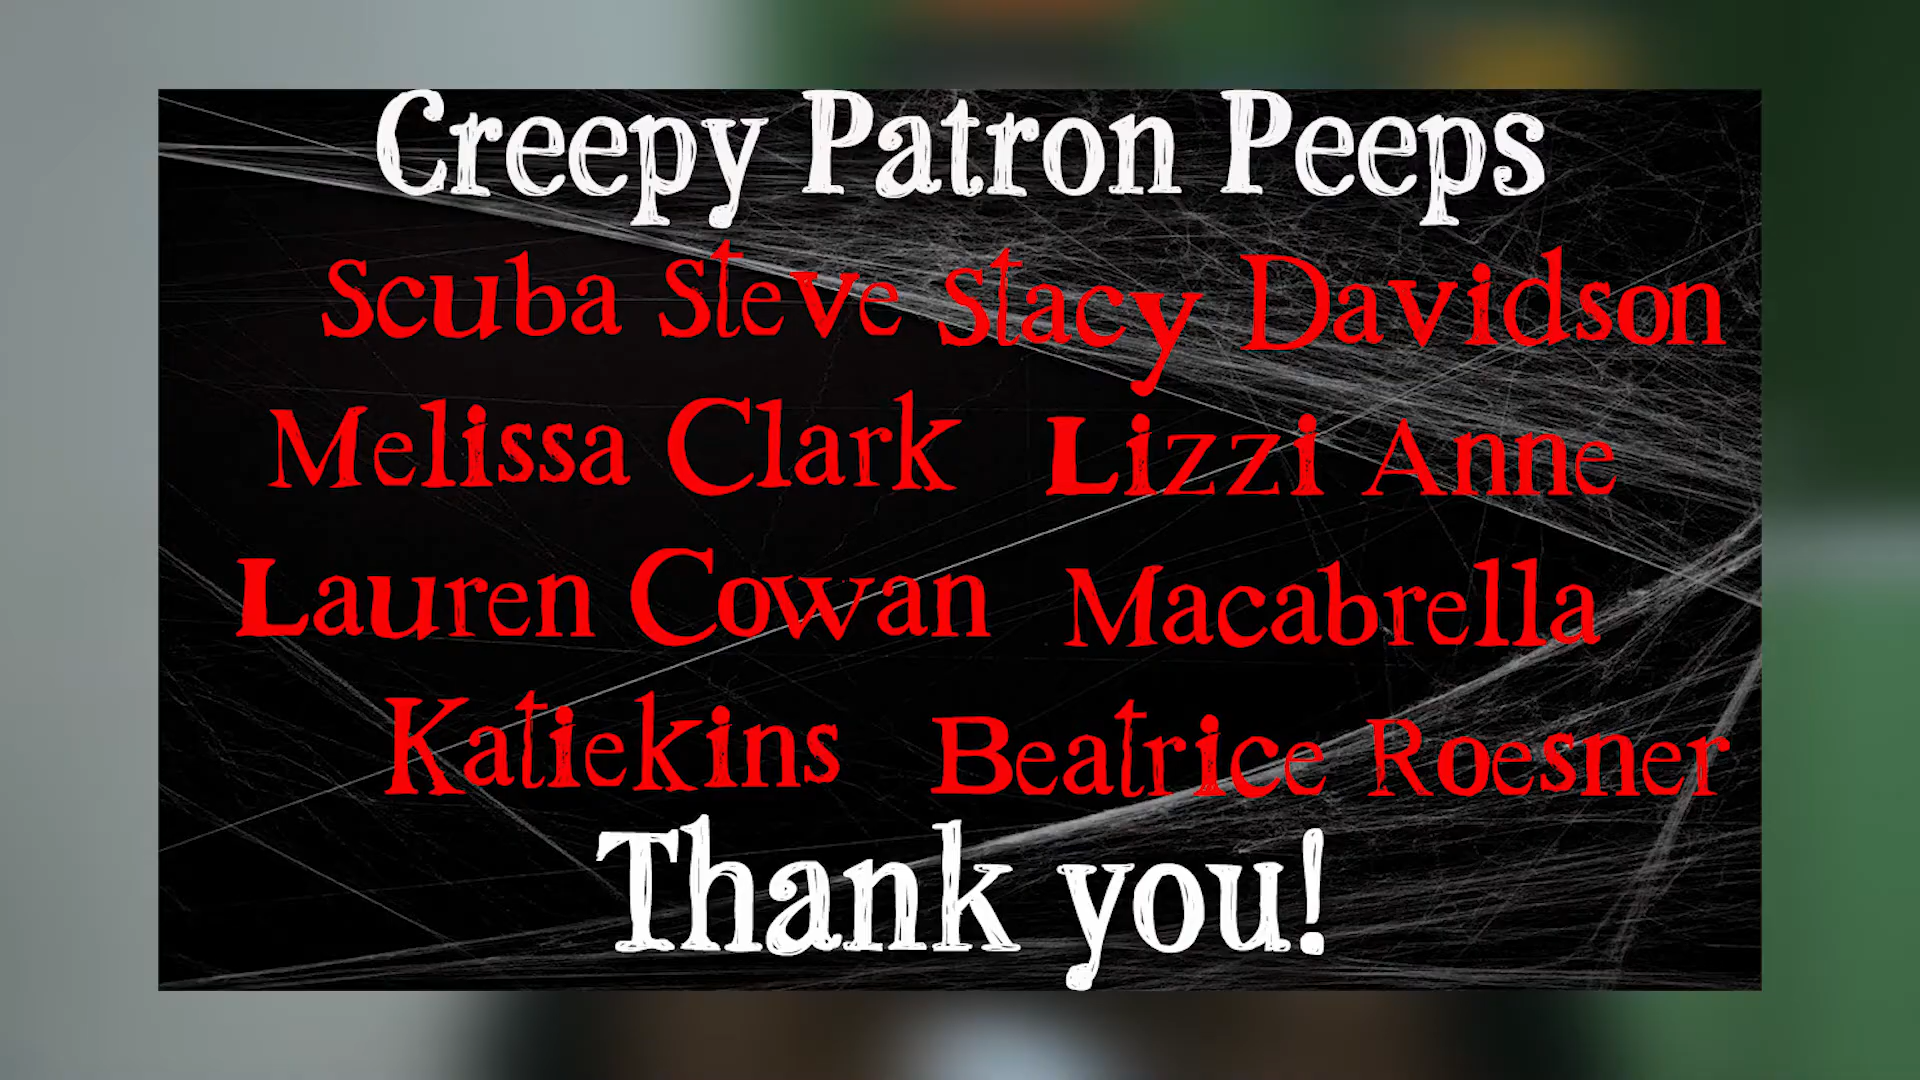 Creepy Patron Peeps
Scuba Steve Stacy Davidson
Melissa Clark Lizzi Anne
Lauren Cowan Macabrella
Katiekins Beatrice Roesner
Thank you!